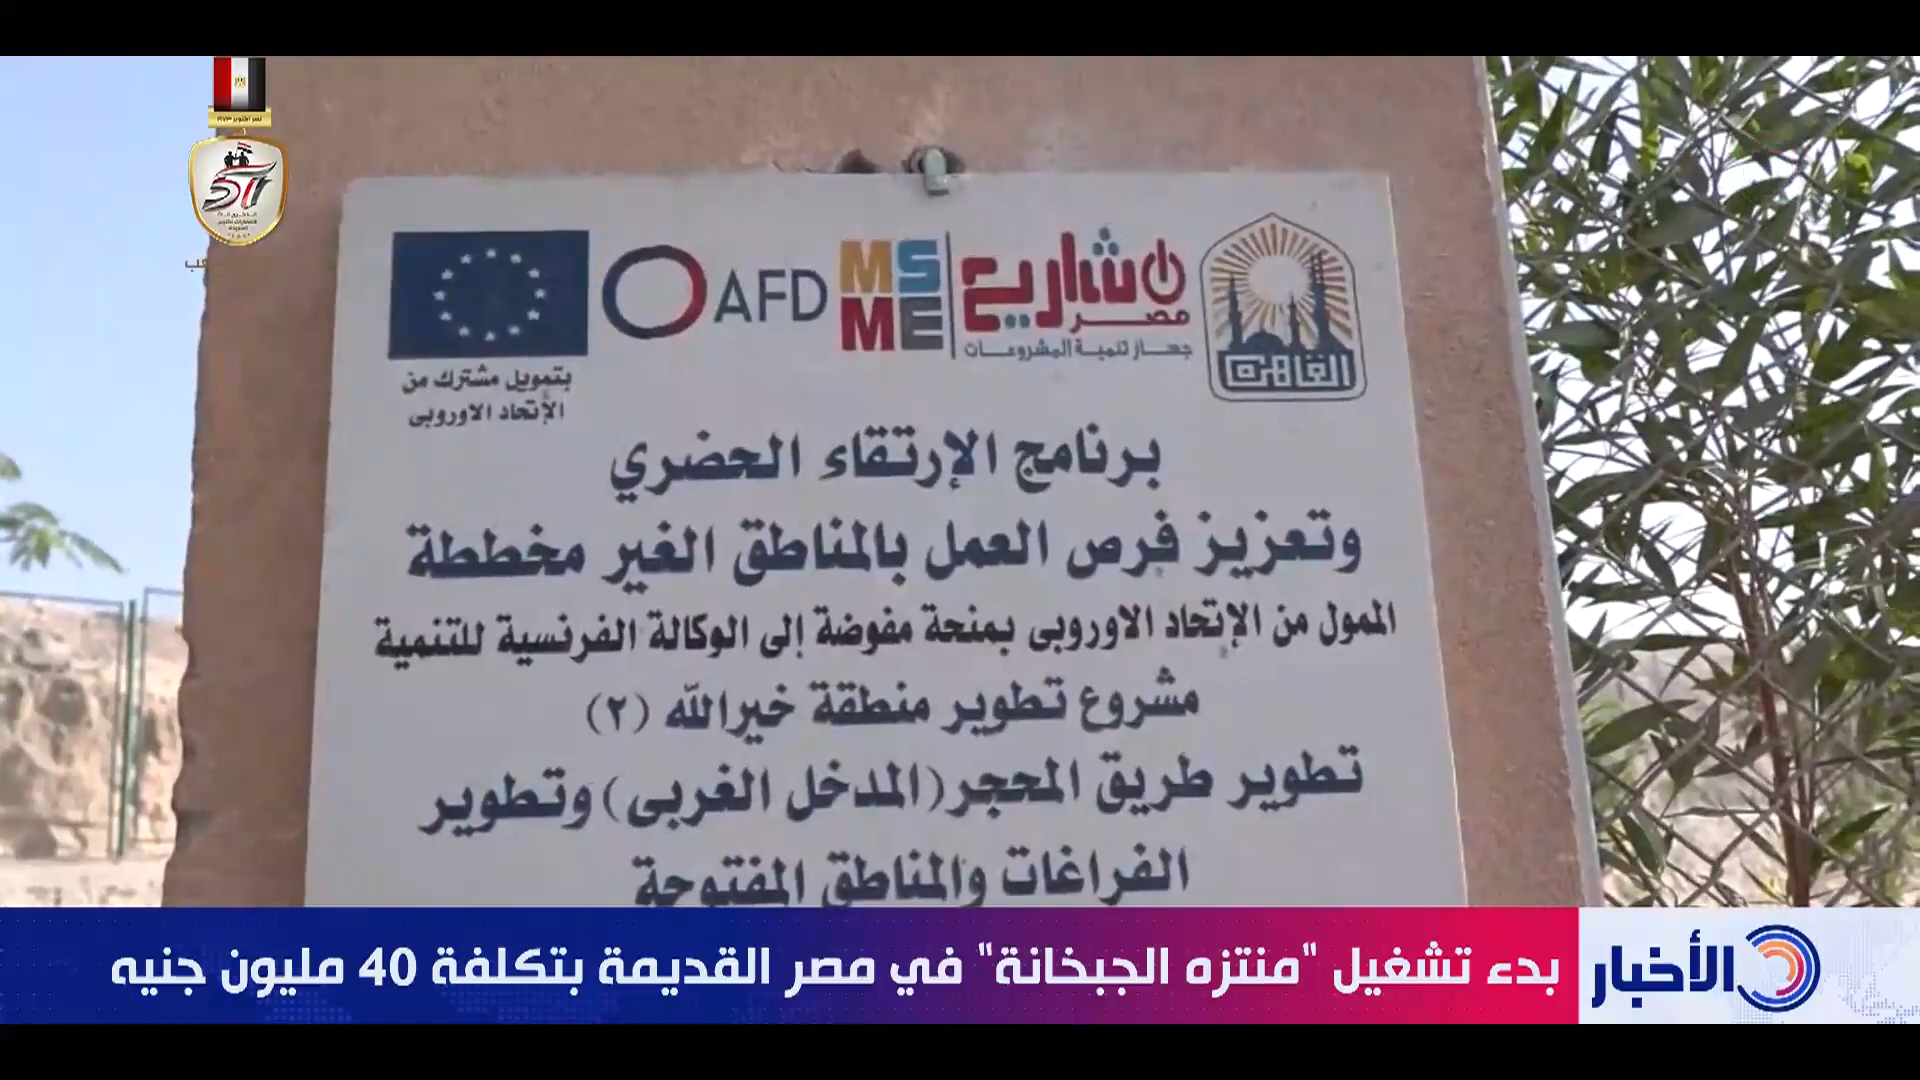 نصر أكتوبر ١٩٧٣
AFD
MS
ME
مشاريع
مصر
جهاز تنمية المشروعات
القاهرة
بتمويل مشترك من
الإتحاد الاوروبى
برنامج الإرتقاء الحضري
وتعزيز فرص العمل بالمناطق الغير مخططة
الممول من الإتحاد الاوروبى بمنحة مفوضة إلى الوكالة الفرنسية للتنمية
مشروع تطوير منطقة خيرالله (٢)
تطوير طريق المحجر (المدخل الغربى) وتطوير
الفراغات والمناطق المفتوحة
الأخبار
بدء تشغيل "منتزه الجبخانة" في مصر القديمة بتكلفة 40 مليون جنيه